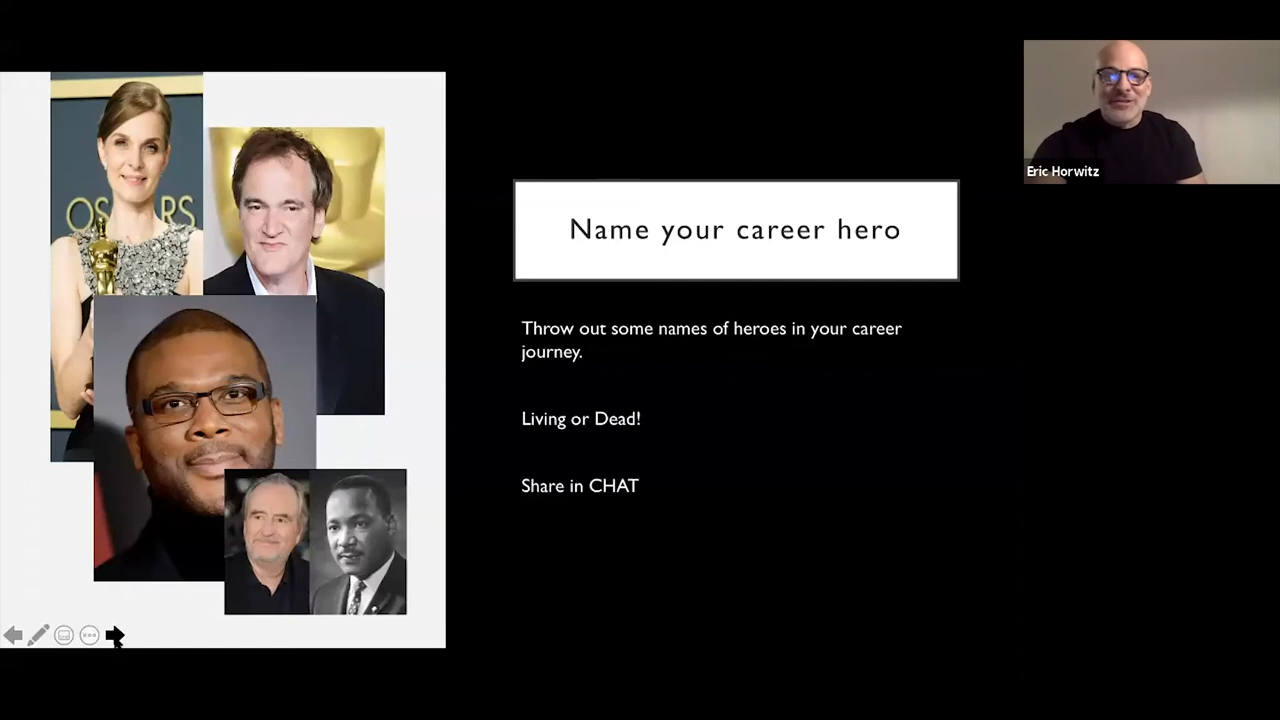 OSCARS
Name your career hero
Throw out some names of heroes in your career
journey.
Living or Dead!
Share in CHAT
Eric Horwitz